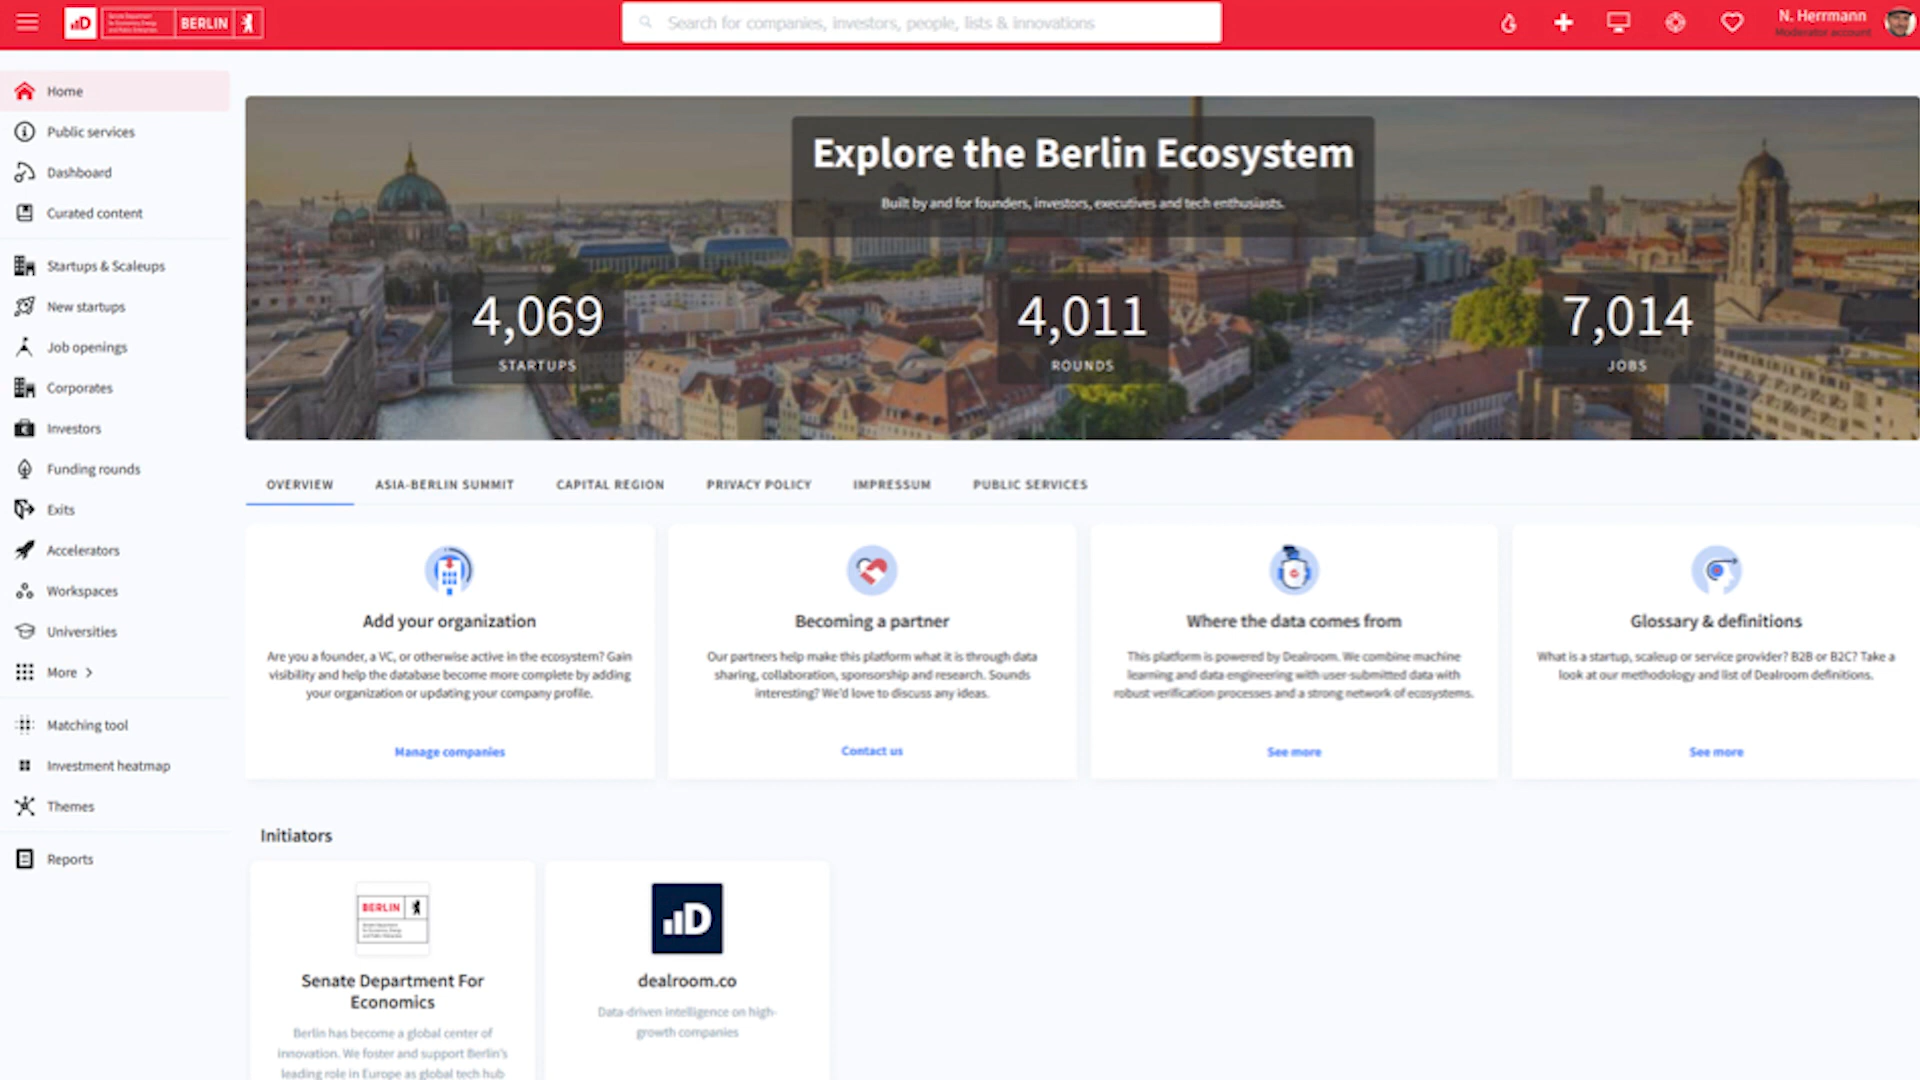 BERLIN
Search for companies, investors, people, lists & innovations
N. Herrmann
Moderator account
Home
Public services
Dashboard
Curated content
Startups & Scaleups
New startups
Job openings
Corporates
Investors
Funding rounds
Exits
Accelerators
Workspaces
Universities
More
Matching tool
Investment heatmap
Themes
Reports
Explore the Berlin Ecosystem
Built by and for founders, investors, executives and tech enthusiasts.
4,069
STARTUPS
4,011
ROUNDS
7,014
JOBS
OVERVIEW
ASIA-BERLIN SUMMIT
CAPITAL REGION
PRIVACY POLICY
IMPRESSUM
PUBLIC SERVICES
Add your organization
Are you a founder, a VC, or otherwise active in the ecosystem? Gain
visibility and help the database become more complete by adding
your organization or updating your company profile.
Manage companies
Becoming a partner
Our partners help make this platform what it is through data
sharing, collaboration, sponsorship and research. Sounds
interesting? We'd love to discuss any ideas.
Contact us
Where the data comes from
This platform is powered by Dealroom. We combine machine
learning and data engineering with user-submitted data with
robust verification processes and a strong network of ecosystems.
See more
Glossary & definitions
What is a startup, scaleup or service provider? B2B or B2C? Take a
look at our methodology and list of Dealroom definitions.
See more
Initiators
BERLIN
Senate Department For
Economics
Berlin has become a global center of
innovation. We foster and support Berlin's
leading role in Europe as global tech hub
D
dealroom.co
Data-driven intelligence on high-
growth companies